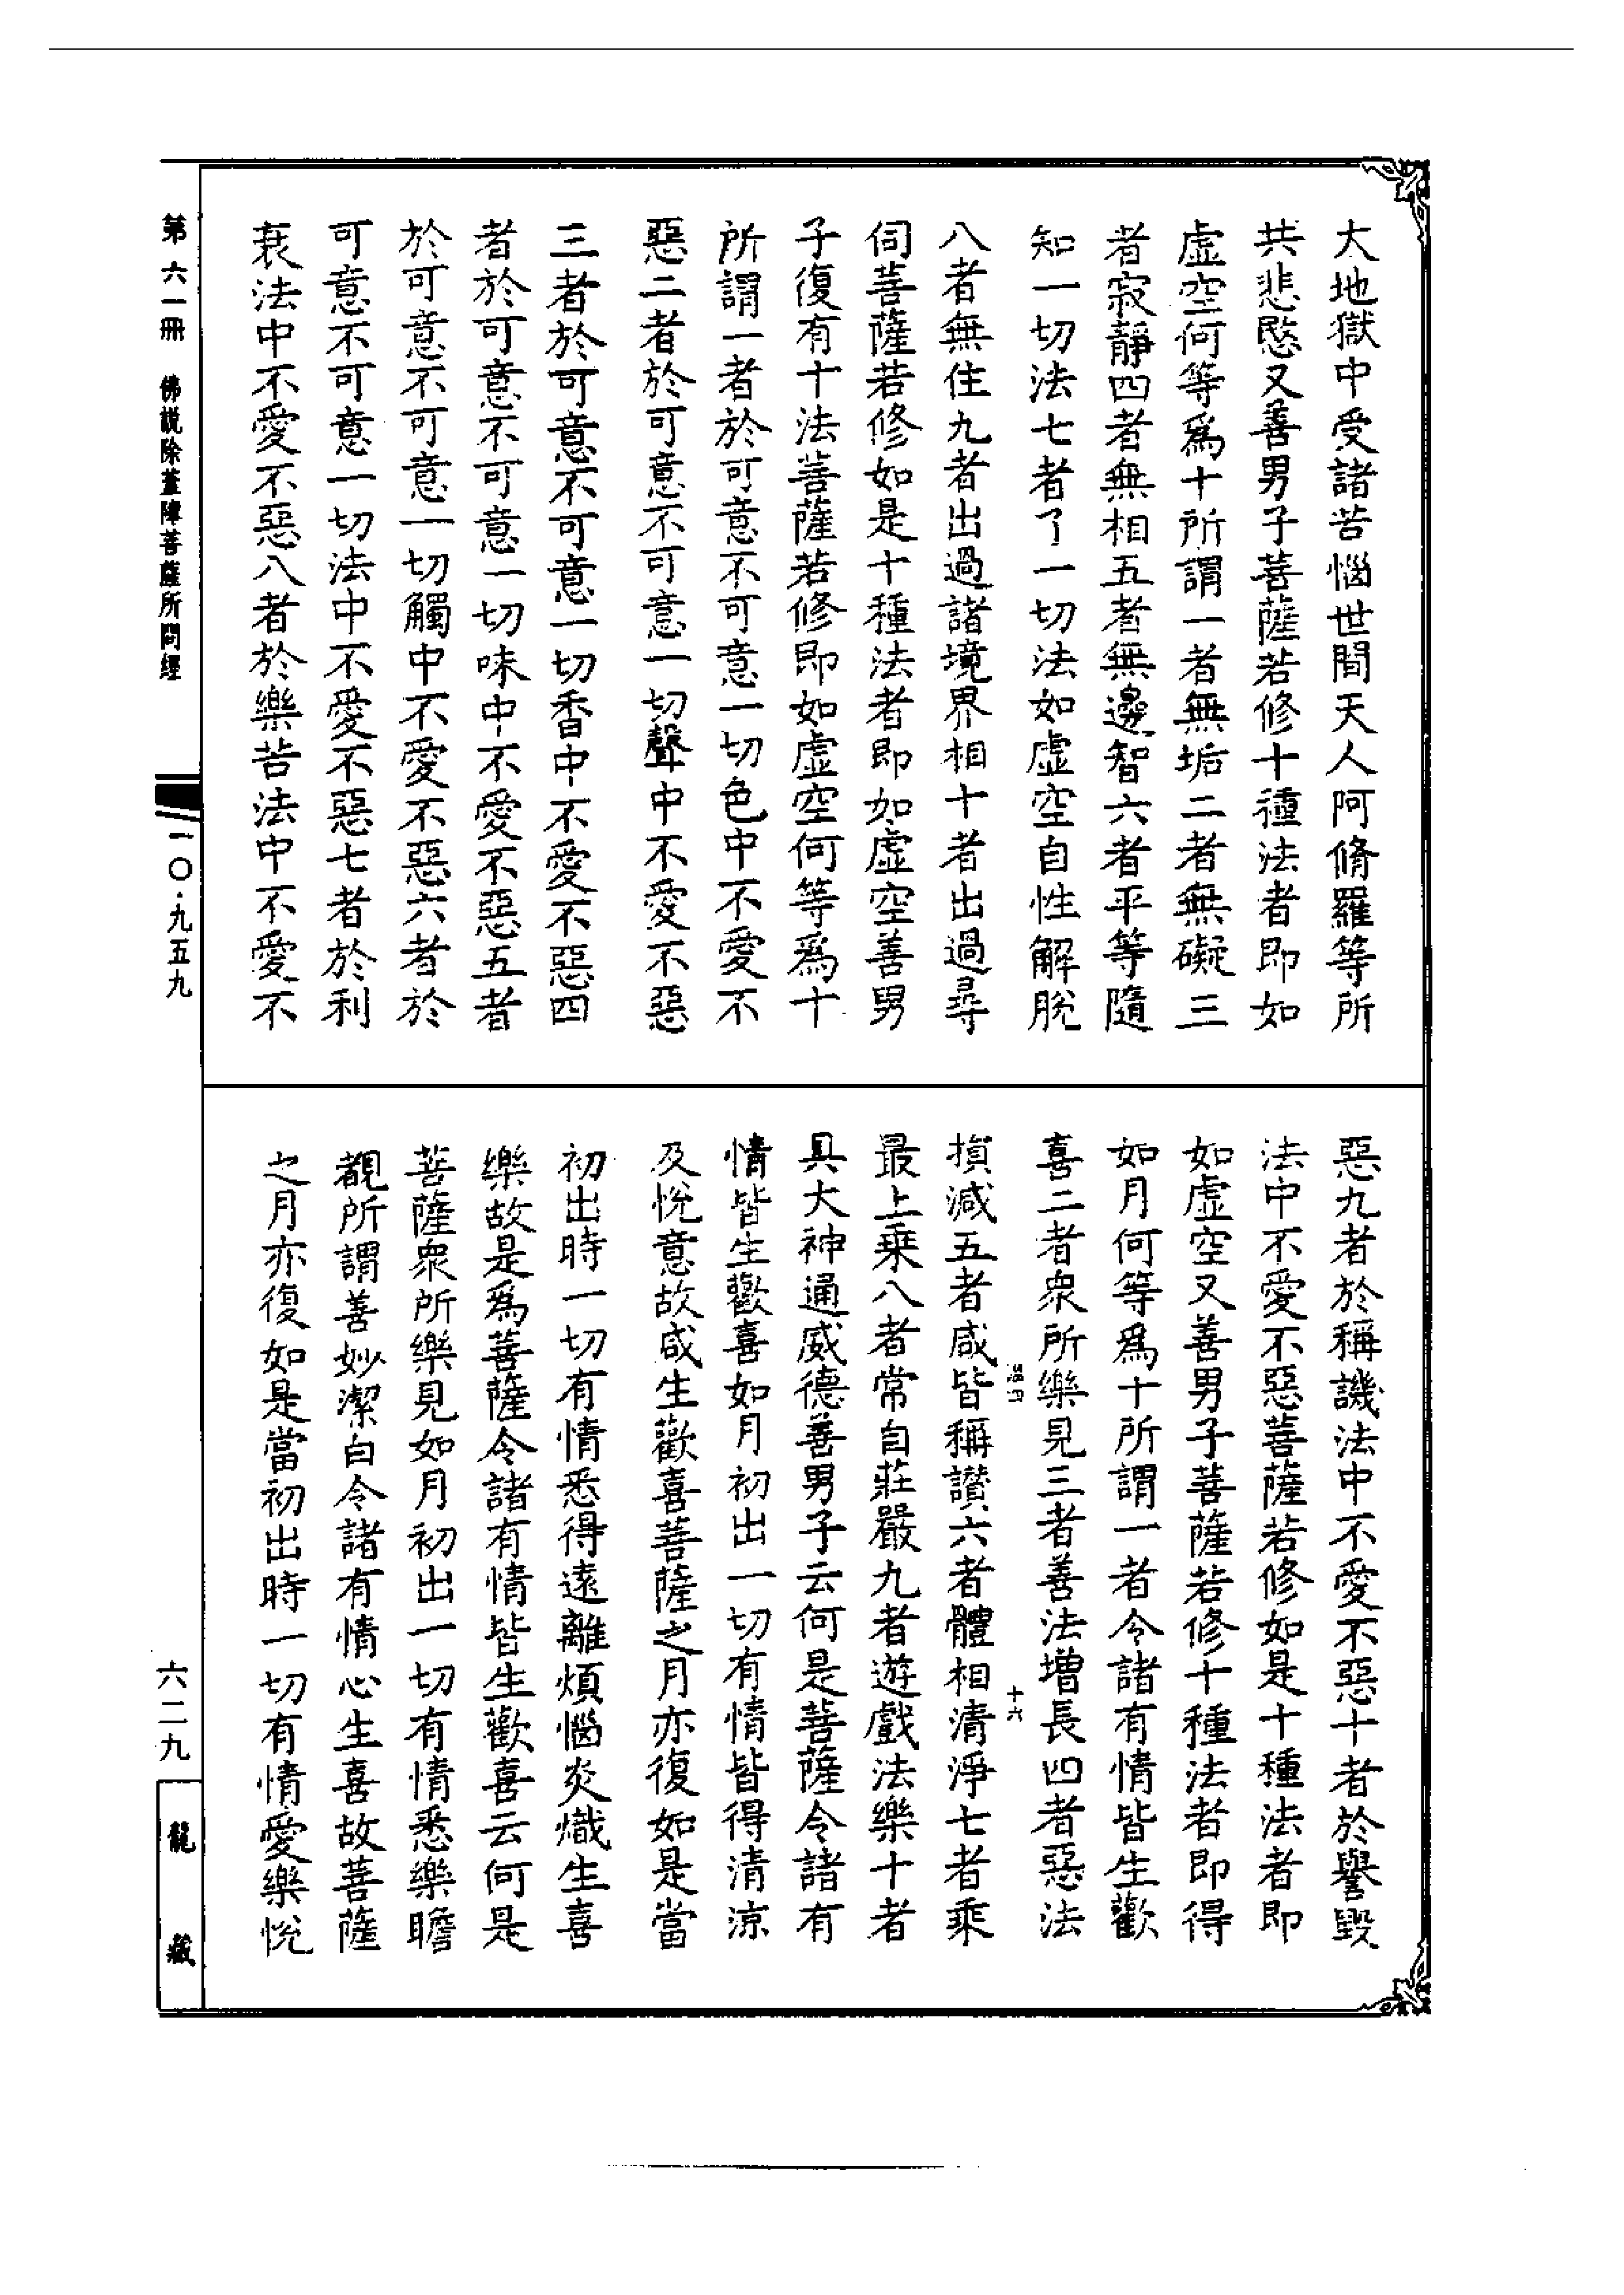 大地獄中受諸苦惱世間天人阿脩羅等所
共悲愍又善男子菩薩若修十種法者即如
虛空何等為十所謂一者無垢二者無礙三
者寂靜四者無相五者無邊智六者平等隨
知一切法七者了一切法如虛空自性解脫
八者無住九者出過諸境界相十者出過尋
伺菩薩若修如是十種法者即如虛空善男
子復有十法菩薩若修即如虛空何等為十
所謂一者於可意不可意一切色中不愛不
惡二者於可意不可意一切聲中不愛不惡
三者於可意不可意一切香中不愛不惡四
者於可意不可意一切味中不愛不惡五者
於可意不可意一切觸中不愛不惡六者於
可意不可意一切法中不愛不惡七者於利
衰法中不愛不惡八者於樂苦法中不愛不
惡九者於稱譏法中不愛不惡十者於譽毀
法中不愛不惡菩薩若修如是十種法者即
如虛空又善男子菩薩若修十種法者即得
如月何等為十所謂一者令諸有情皆生歡
喜二者眾所樂見三者善法增長四者惡法
十六
損減五者咸皆稱讚六者體相清淨七者乘
最上乘八者常自莊嚴九者遊戲法樂十者
具大神通威德善男子云何是菩薩令諸有
情皆生歡喜如月初出一切有情皆得清涼
及悅意故咸生歡喜菩薩之月亦復如是當
初出時一切有情悉得遠離煩惱炎熾生喜
樂故是為菩薩令諸有情皆生歡喜云何是
菩薩眾所樂見如月初出一切有情悉樂瞻
覩所謂善妙潔白令諸有情心生喜故菩薩
之月亦復如是當初出時一切有情愛樂悅
第六一冊 佛說除蓋障菩薩所問經
一〇·九五九
六二九
龍藏